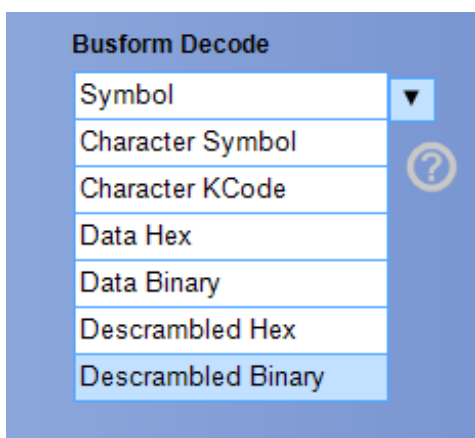 Busform Decode
Symbol
▼
Character Symbol
?
Character KCode
Data Hex
Data Binary
Descrambled Hex
Descrambled Binary